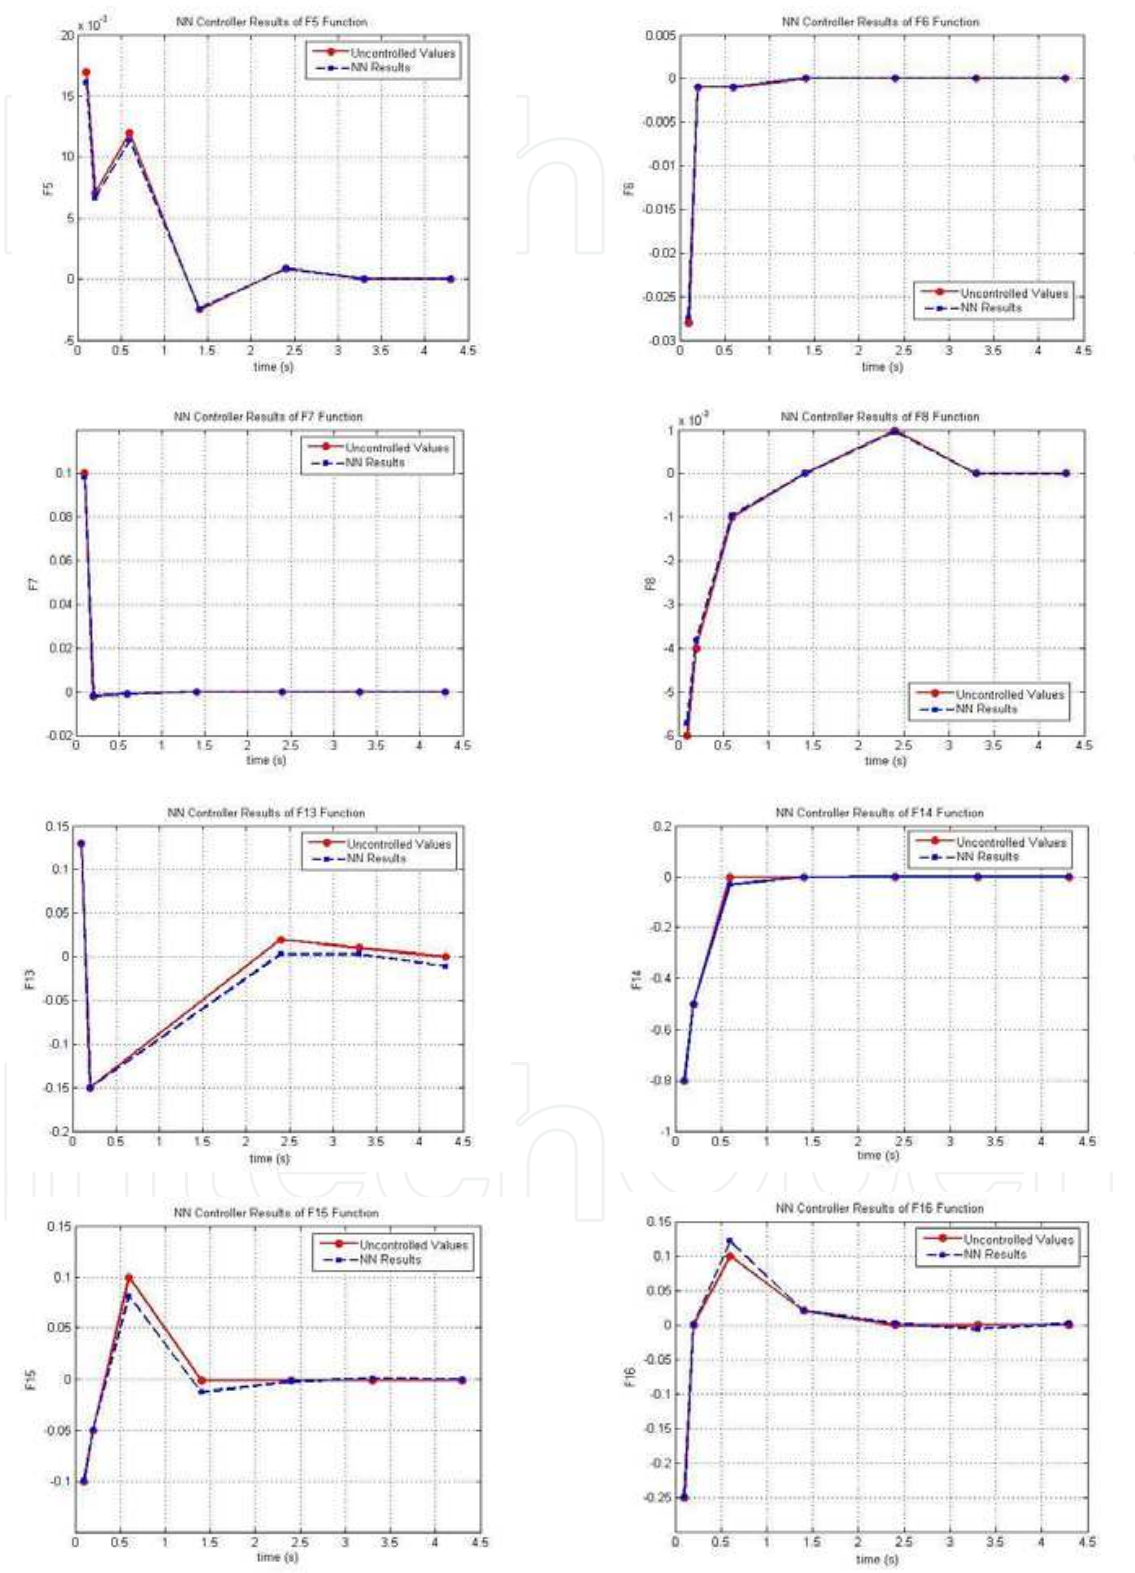 NN Controller Results of F5 Function
x 10⁻³
20
15
10
5
0
-5
F5
0 0.5 1 1.5 2 2.5 3 3.5 4 4.5
time (s)
Uncontrolled Values
NN Results
NN Controller Results of F6 Function
0.005
0
-0.005
-0.01
-0.015
-0.02
-0.025
-0.03
F6
0 0.5 1 1.5 2 2.5 3 3.5 4 4.5
time (s)
Uncontrolled Values
NN Results
NN Controller Results of F7 Function
0.1
0.08
0.06
0.04
0.02
0
-0.02
F7
0 0.5 1 1.5 2 2.5 3 3.5 4 4.5
time (s)
Uncontrolled Values
NN Results
NN Controller Results of F8 Function
x 10⁻³
1
0
-1
-2
-3
-4
-5
-6
F8
0 0.5 1 1.5 2 2.5 3 3.5 4 4.5
time (s)
Uncontrolled Values
NN Results
NN Controller Results of F13 Function
0.15
0.1
0.05
0
-0.05
-0.1
-0.15
-0.2
F13
0 0.5 1 1.5 2 2.5 3 3.5 4 4.5
time (s)
Uncontrolled Values
NN Results
NN Controller Results of F14 Function
0.2
0
-0.2
-0.4
-0.6
-0.8
-1
F14
0 0.5 1 1.5 2 2.5 3 3.5 4 4.5
time (s)
Uncontrolled Values
NN Results
NN Controller Results of F15 Function
0.15
0.1
0.05
0
-0.05
-0.1
F15
0 0.5 1 1.5 2 2.5 3 3.5 4 4.5
time (s)
Uncontrolled Values
NN Results
NN Controller Results of F16 Function
0.15
0.1
0.05
0
-0.05
-0.1
-0.15
-0.2
-0.25
F16
0 0.5 1 1.5 2 2.5 3 3.5 4 4.5
time (s)
Uncontrolled Values
NN Results